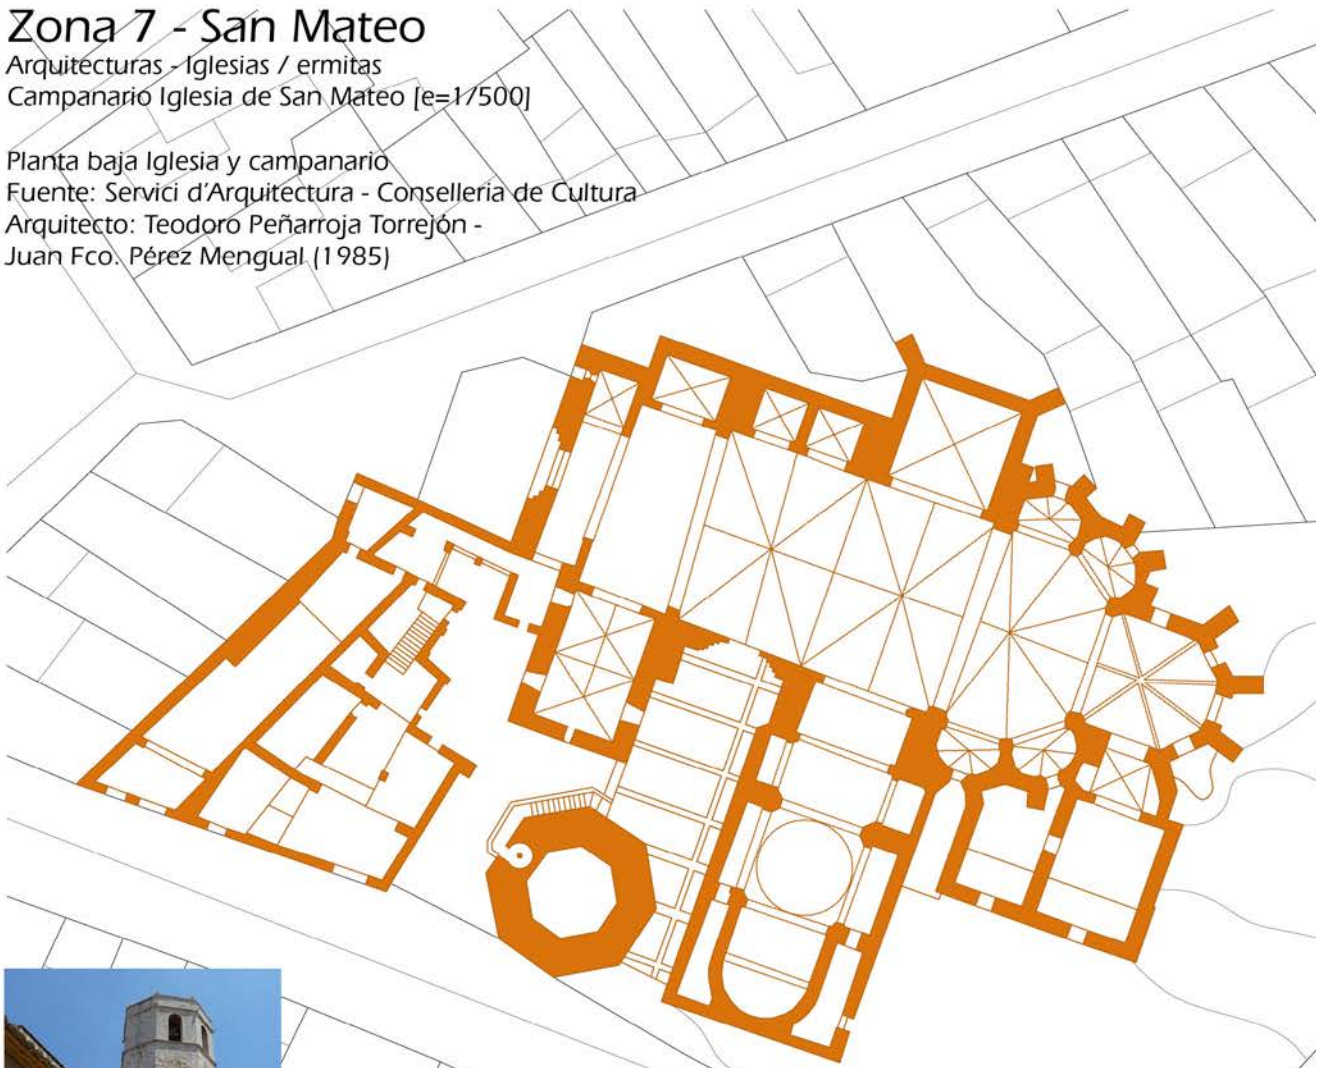 Zona 7 - San Mateo
Arquitecturas - Iglesias / ermitas
Campanario Iglesia de San Mateo [e=1/500]
Planta baja Iglesia y campanario
Fuente: Servici d'Arquitectura - Conselleria de Cultura
Arquitecto: Teodoro Peñarroja Torrejón -
Juan Fco. Pérez Mengual (1985)